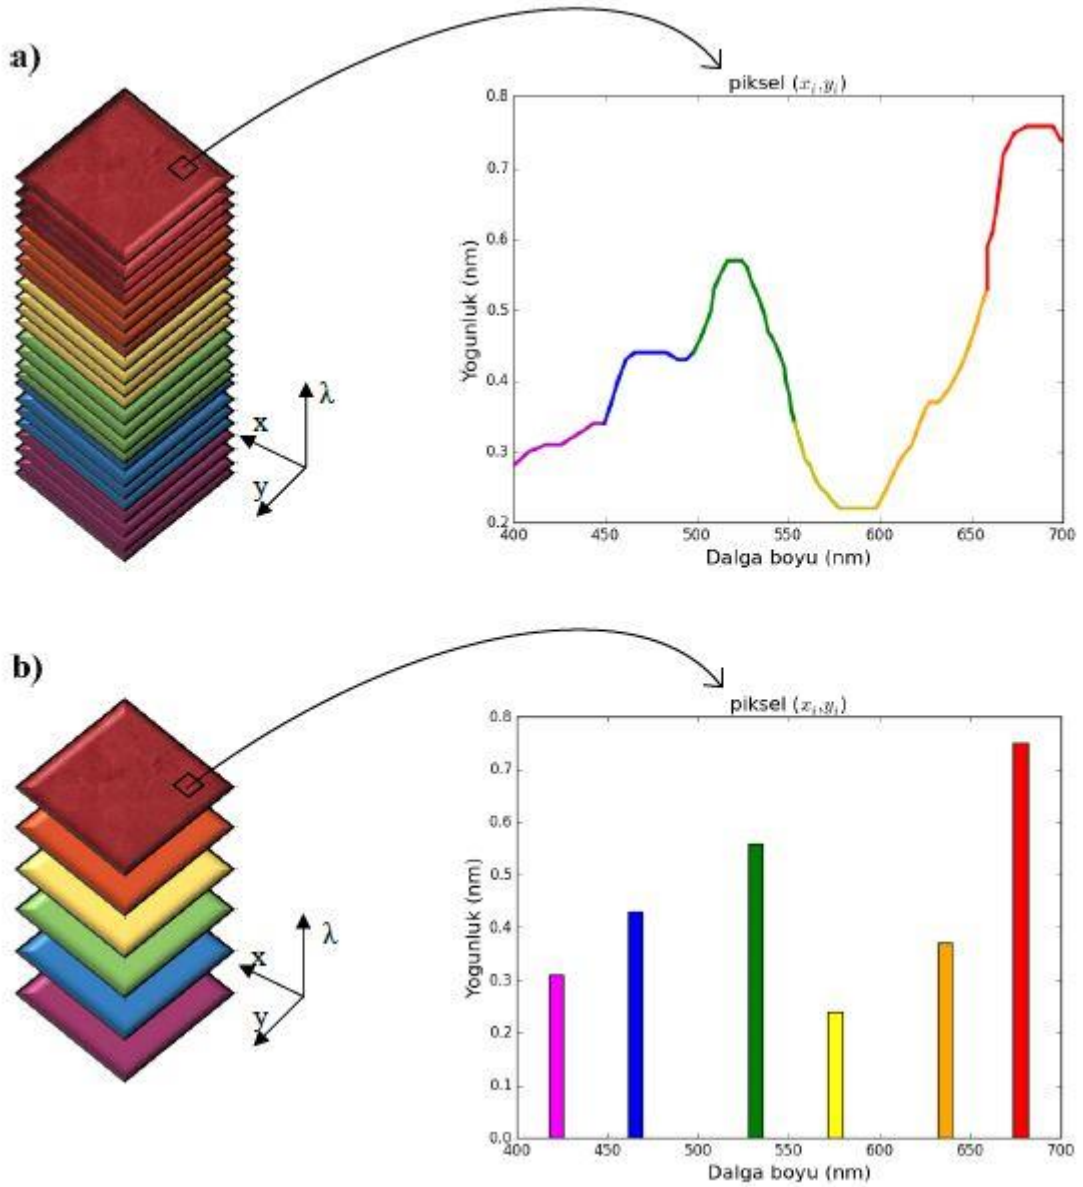 a)
piksel (x_i,y_i)
0.8
0.7
0.6
0.5
0.4
0.3
0.2
Yogunluk (nm)
400 450 500 550 600 650 700
Dalga boyu (nm)
λ
x
y
b)
piksel (x_i,y_i)
0.8
0.7
0.6
0.5
0.4
0.3
0.2
0.1
0.0
Yogunluk (nm)
400 450 500 550 600 650 700
Dalga boyu (nm)
λ
x
y